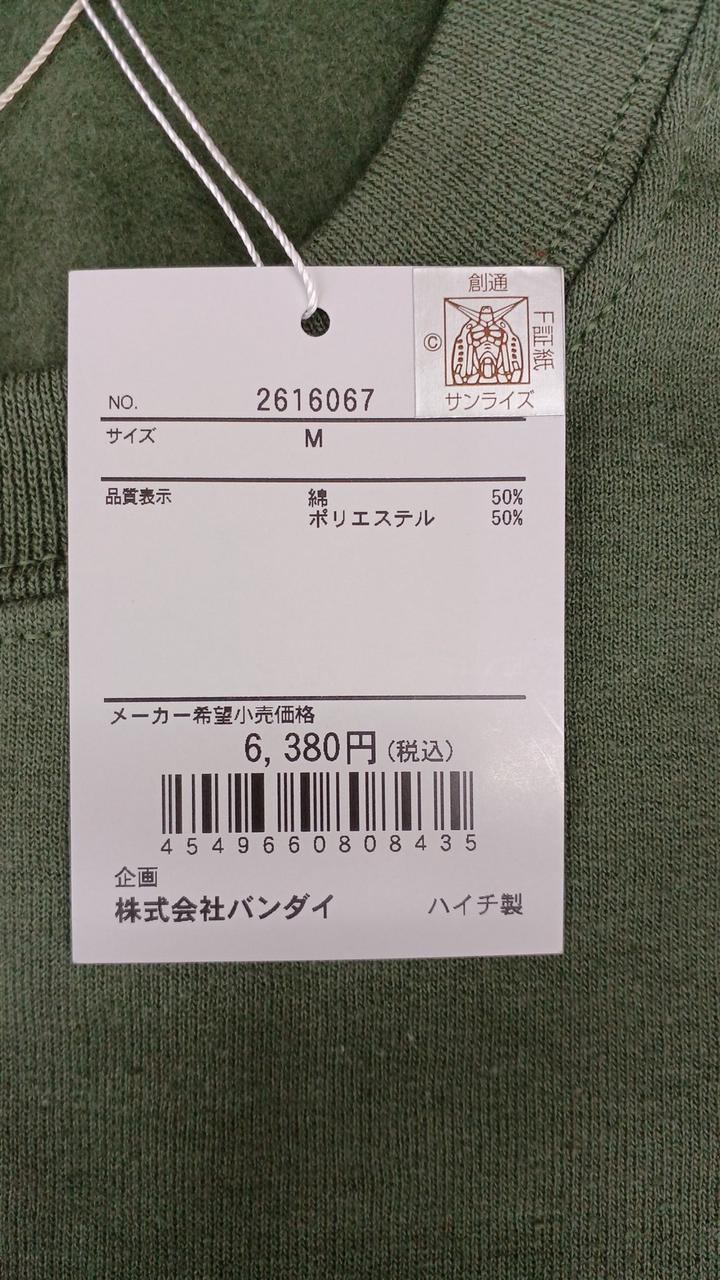 創通
©
F証紙
サンライズ
NO. 2616067
サイズ M
品質表示 綿 50%
ポリエステル 50%
メーカー希望小売価格
6,380円(税込)
4549660808435
企画
株式会社バンダイ ハイチ製